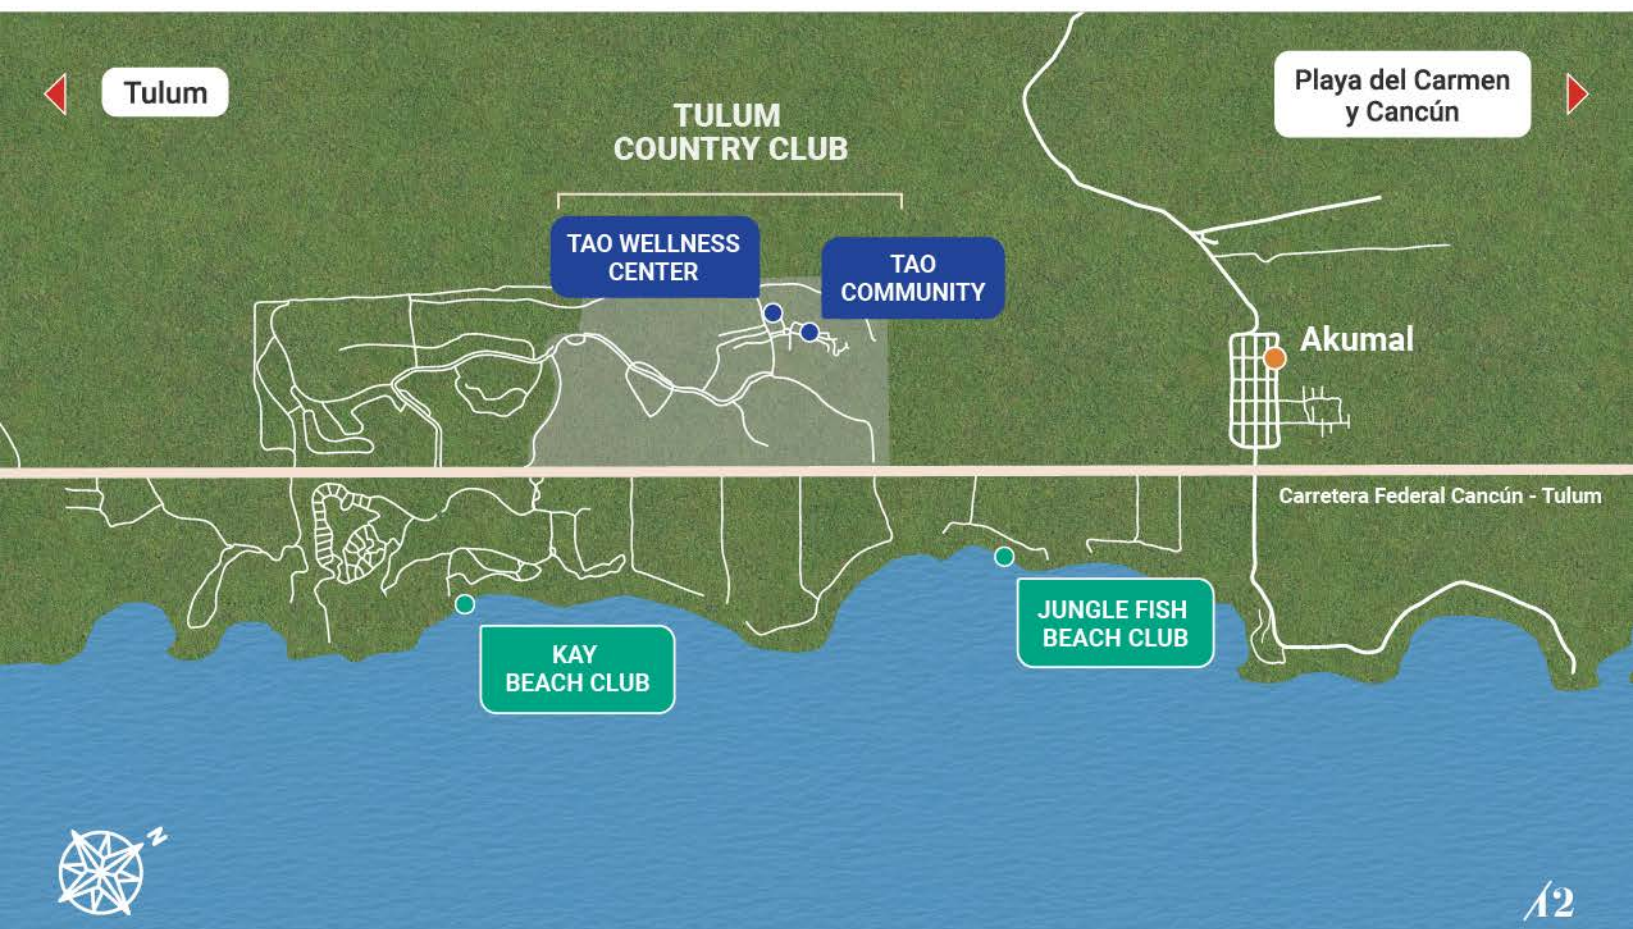 Tulum
Playa del Carmen
y Cancún
TULUM
COUNTRY CLUB
TAO WELLNESS
CENTER
TAO
COMMUNITY
Akumal
Carretera Federal Cancún - Tulum
JUNGLE FISH
BEACH CLUB
KAY
BEACH CLUB
N